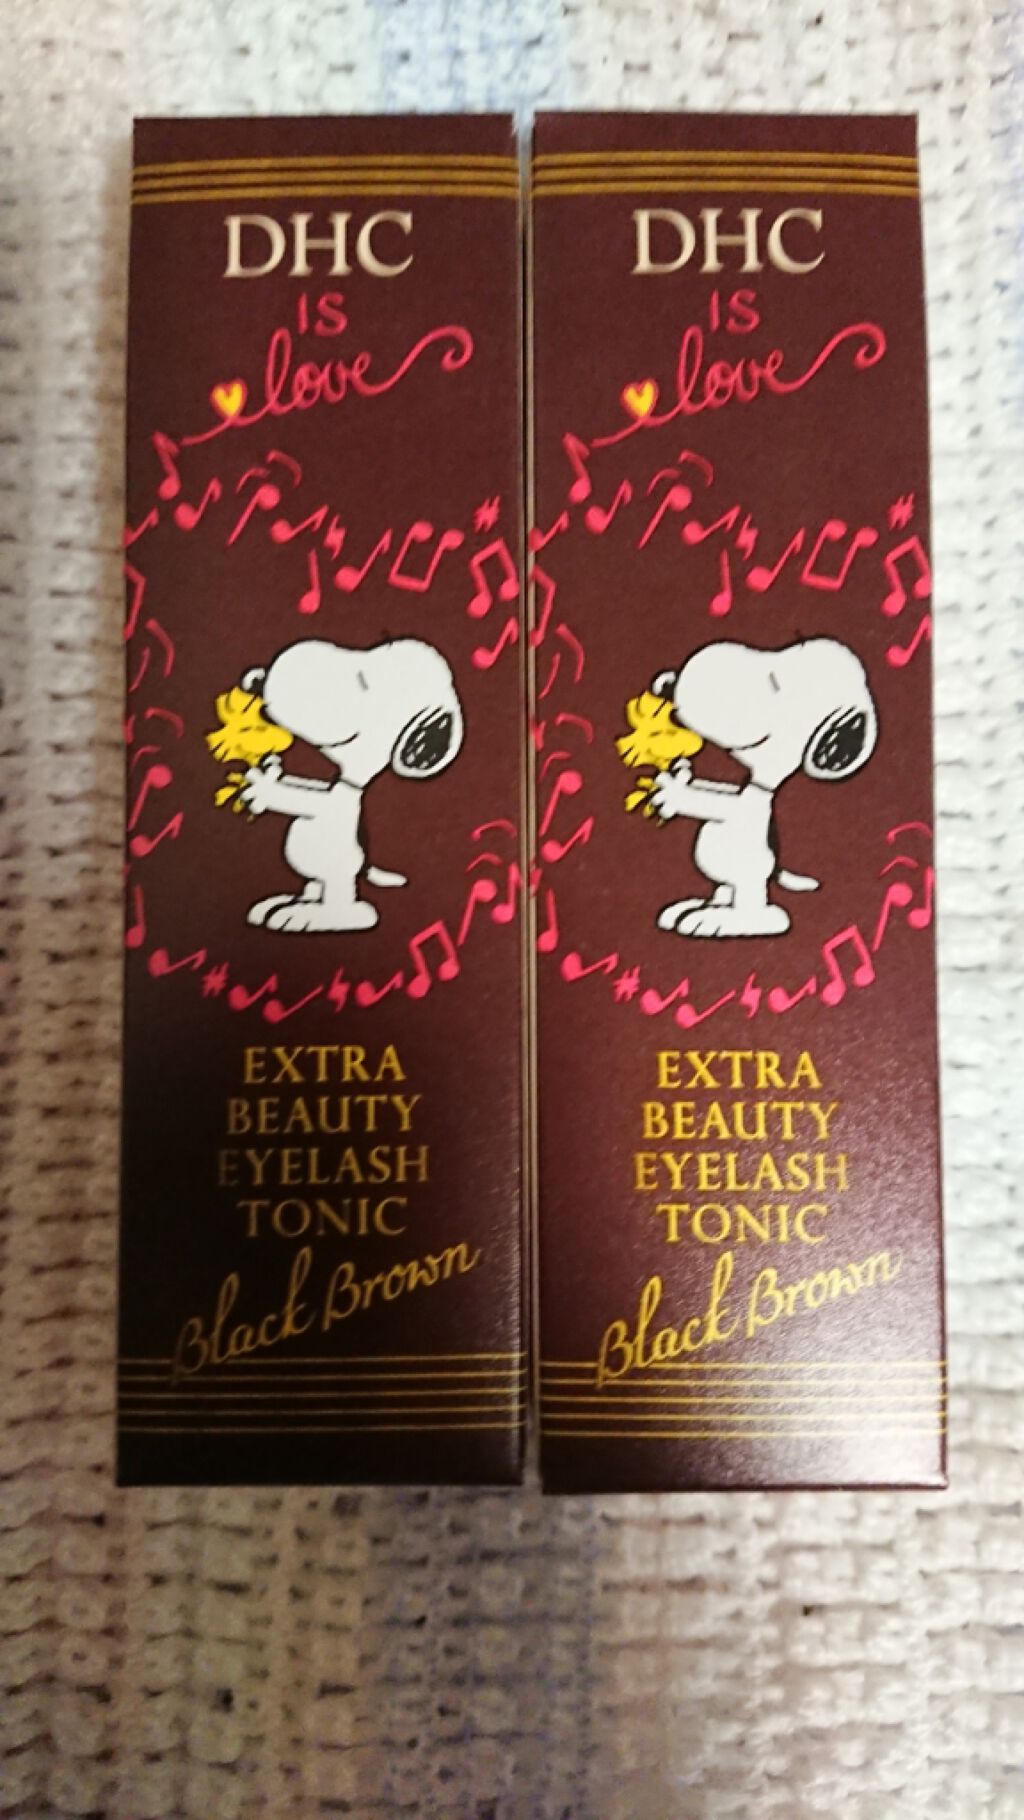 DHC
IS
love
EXTRA
BEAUTY
EYELASH
TONIC
Black Brown
DHC
IS
love
EXTRA
BEAUTY
EYELASH
TONIC
Black Brown